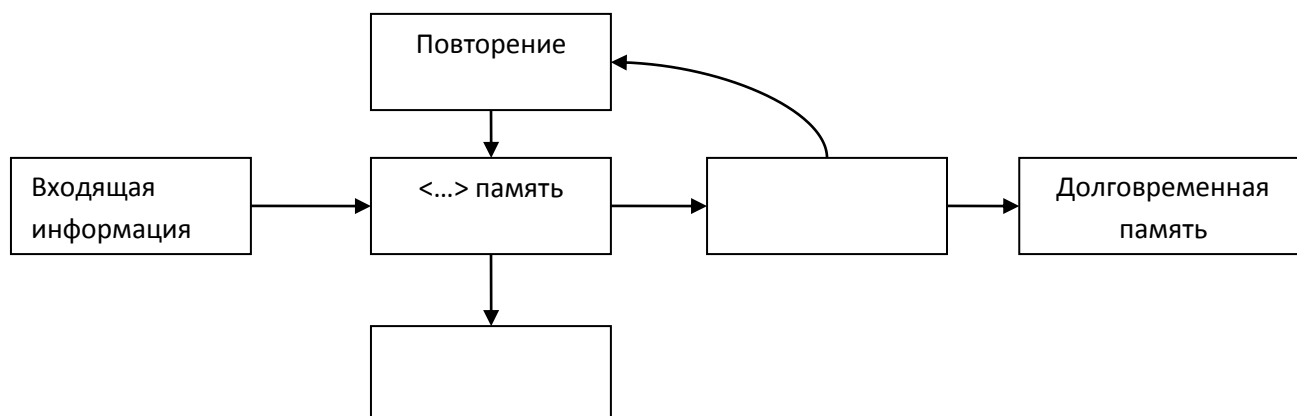 Повторение
Входящая
информация
<...> память
Долговременная
память